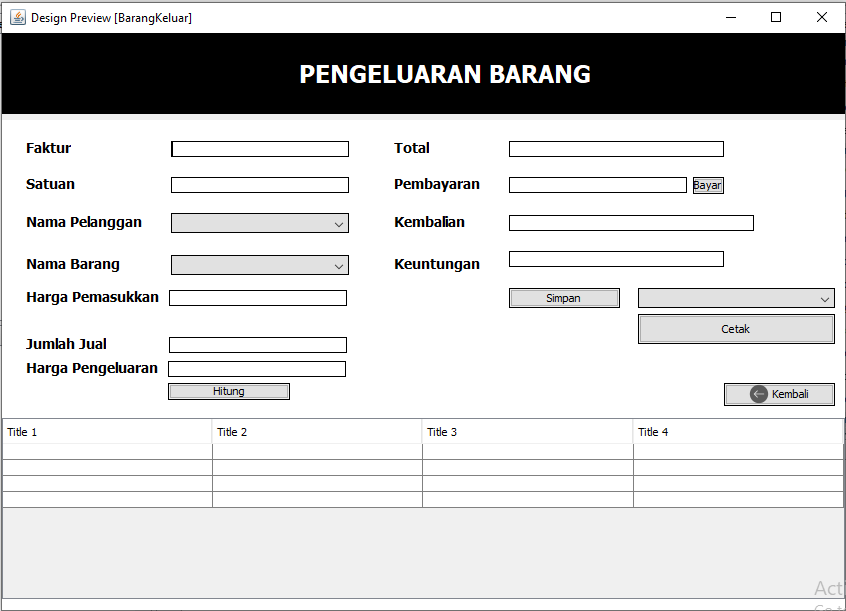 Design Preview [BarangKeluar]
PENGELUARAN BARANG
Faktur
Total
Satuan
Pembayaran
Bayar
Nama Pelanggan
Kembalian
Nama Barang
Keuntungan
Harga Pemasukkan
Simpan
Cetak
Jumlah Jual
Harga Pengeluaran
Hitung
Kembali
Title 1 Title 2 Title 3 Title 4